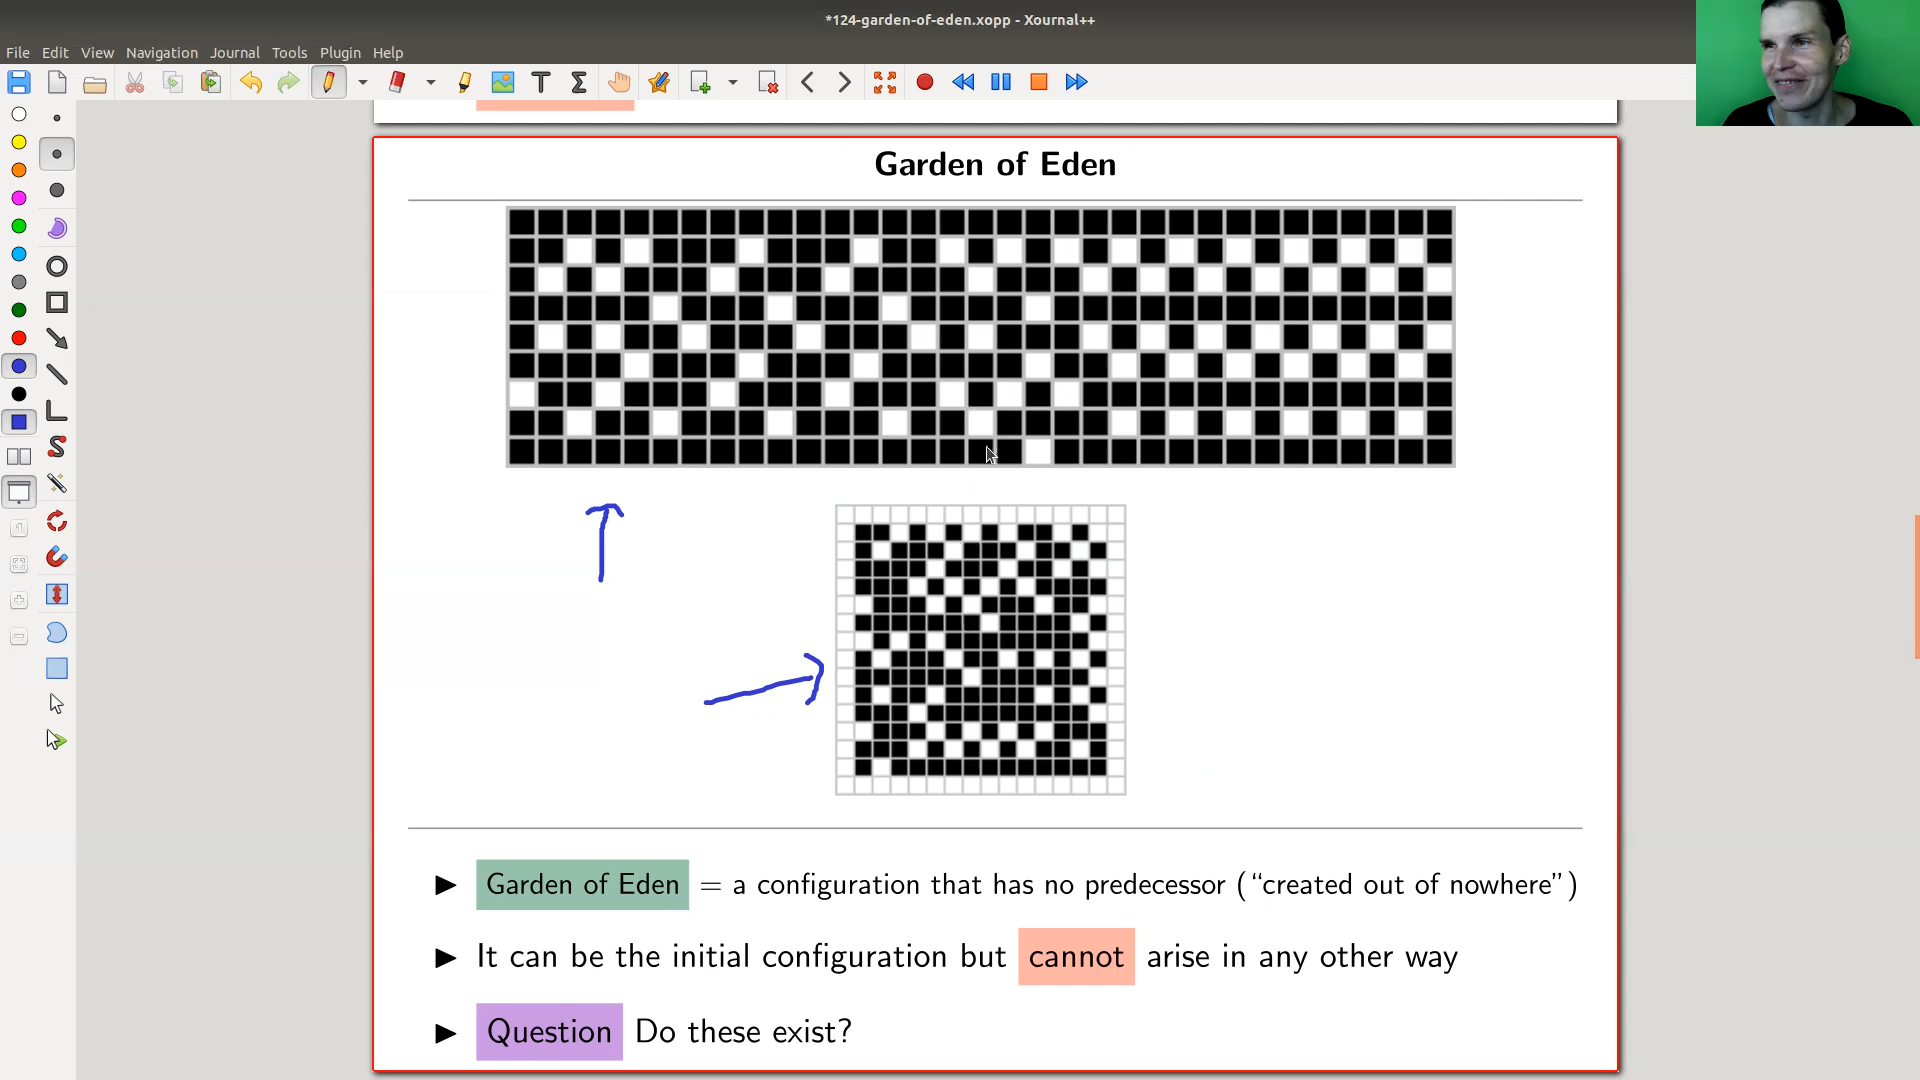 *124-garden-of-eden.xopp - Xournal++
File Edit View Navigation Journal Tools Plugin Help
Garden of Eden
▶ Garden of Eden = a configuration that has no predecessor (“created out of nowhere”)
▶ It can be the initial configuration but cannot arise in any other way
▶ Question Do these exist?